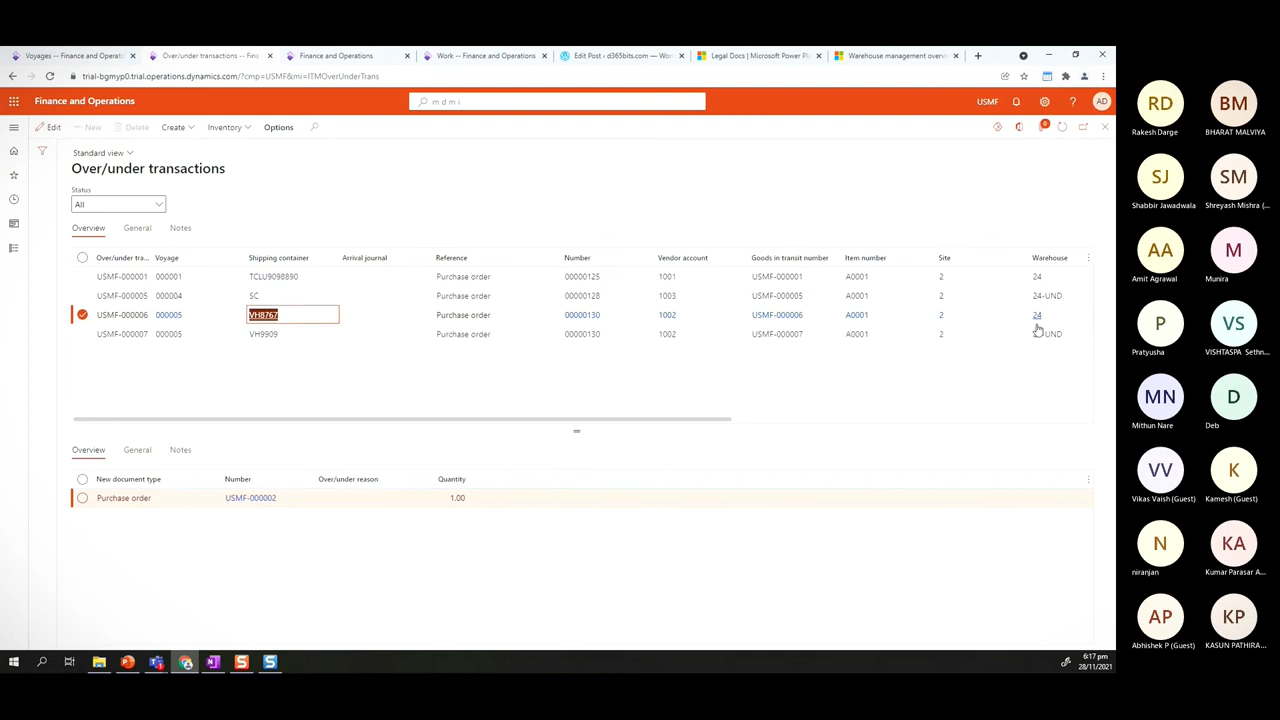 Voyages -- Finance and Operati
Over/under transactions -- Fina
Finance and Operations
Work -- Finance and Operations
Edit Post ‹ d365bits.com — Wor
Legal Docs | Microsoft Power Pl
Warehouse management overv
trial-bgmyp0.trial.operations.dynamics.com/?cmp=USMF&mi=ITMOverUnderTrans
Finance and Operations
m d m i
USMF
AD
Edit
New
Delete
Create
Inventory
Options
0
Standard view
Over/under transactions
Status
All
Overview
General
Notes
Over/under tra... Voyage Shipping container Arrival journal Reference Number Vendor account Goods in transit number Item number Site Warehouse
USMF-000001 000001 TCLU9098890 Purchase order 00000125 1001 USMF-000001 A0001 2 24
USMF-000005 000004 SC Purchase order 00000128 1003 USMF-000005 A0001 2 24-UND
USMF-000006 000005 VH8767 Purchase order 00000130 1002 USMF-000006 A0001 2 24
USMF-000007 000005 VH9909 Purchase order 00000130 1002 USMF-000007 A0001 2 -UND
Overview
General
Notes
New document type Number Over/under reason Quantity
Purchase order USMF-000002 1.00
6:17 pm
28/11/2021
RD
Rakesh Darge
BM
BHARAT MALVIYA
SJ
Shabbir Jawadwala
SM
Shreyash Mishra (...
AA
Amit Agrawal
M
Munira
P
Pratyusha
VS
VISHTASPA Sethn...
MN
Mithun Nare
D
Deb
VV
Vikas Vaish (Guest)
K
Kamesh (Guest)
N
niranjan
KA
Kumar Parasar A...
AP
Abhishek P (Guest)
KP
KASUN PATHIRA...